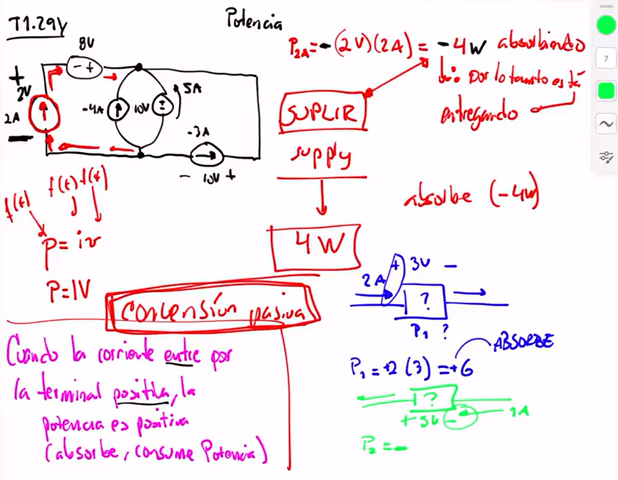 T1.29y
Potencia
8V
- +
+
2V
2A
-4A
10V
5A
-3A
- 10V +
P2A = -(2V)(2A) = -4W absorbiendo
Por lo tanto está
entregando
SUPLIR
supply
4W
absorbe (-4W)
f(t) f(t) f(t)
P = iv
P = IV
Convensión pasiva
Cuando la corriente entre por
la terminal positiva, la
potencia es positiva
(absorbe, consume Potencia)
+ 3V -
2A
?
P1 ?
P1 = +2 (3) = +6
ABSORBE
?
+ 3V -
1A
P2 = -
7